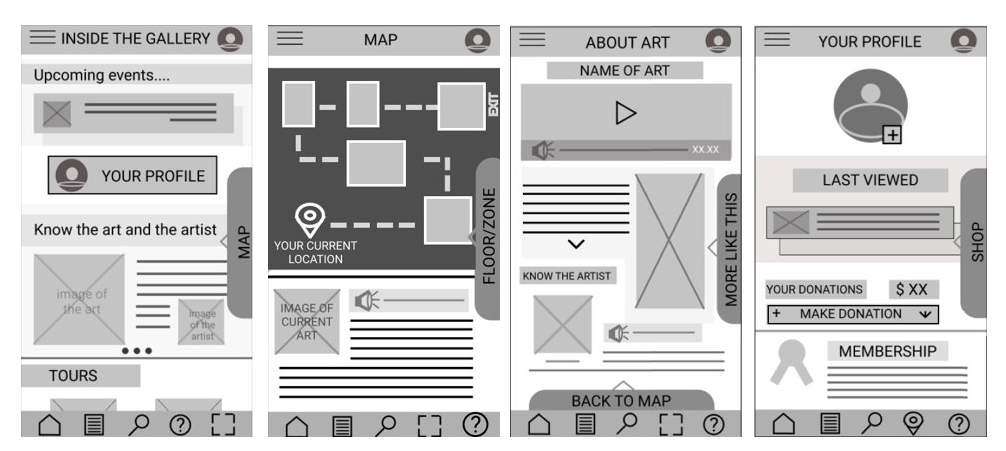 INSIDE THE GALLERY
Upcoming events....
YOUR PROFILE
Know the art and the artist
MAP
image of
the art
image
of the
artist
TOURS
MAP
EXIT
YOUR CURRENT
LOCATION
FLOOR/ZONE
IMAGE OF
CURRENT
ART
ABOUT ART
NAME OF ART
XX.XX
MORE LIKE THIS
KNOW THE ARTIST
BACK TO MAP
YOUR PROFILE
LAST VIEWED
SHOP
YOUR DONATIONS
$ XX
+ MAKE DONATION
MEMBERSHIP